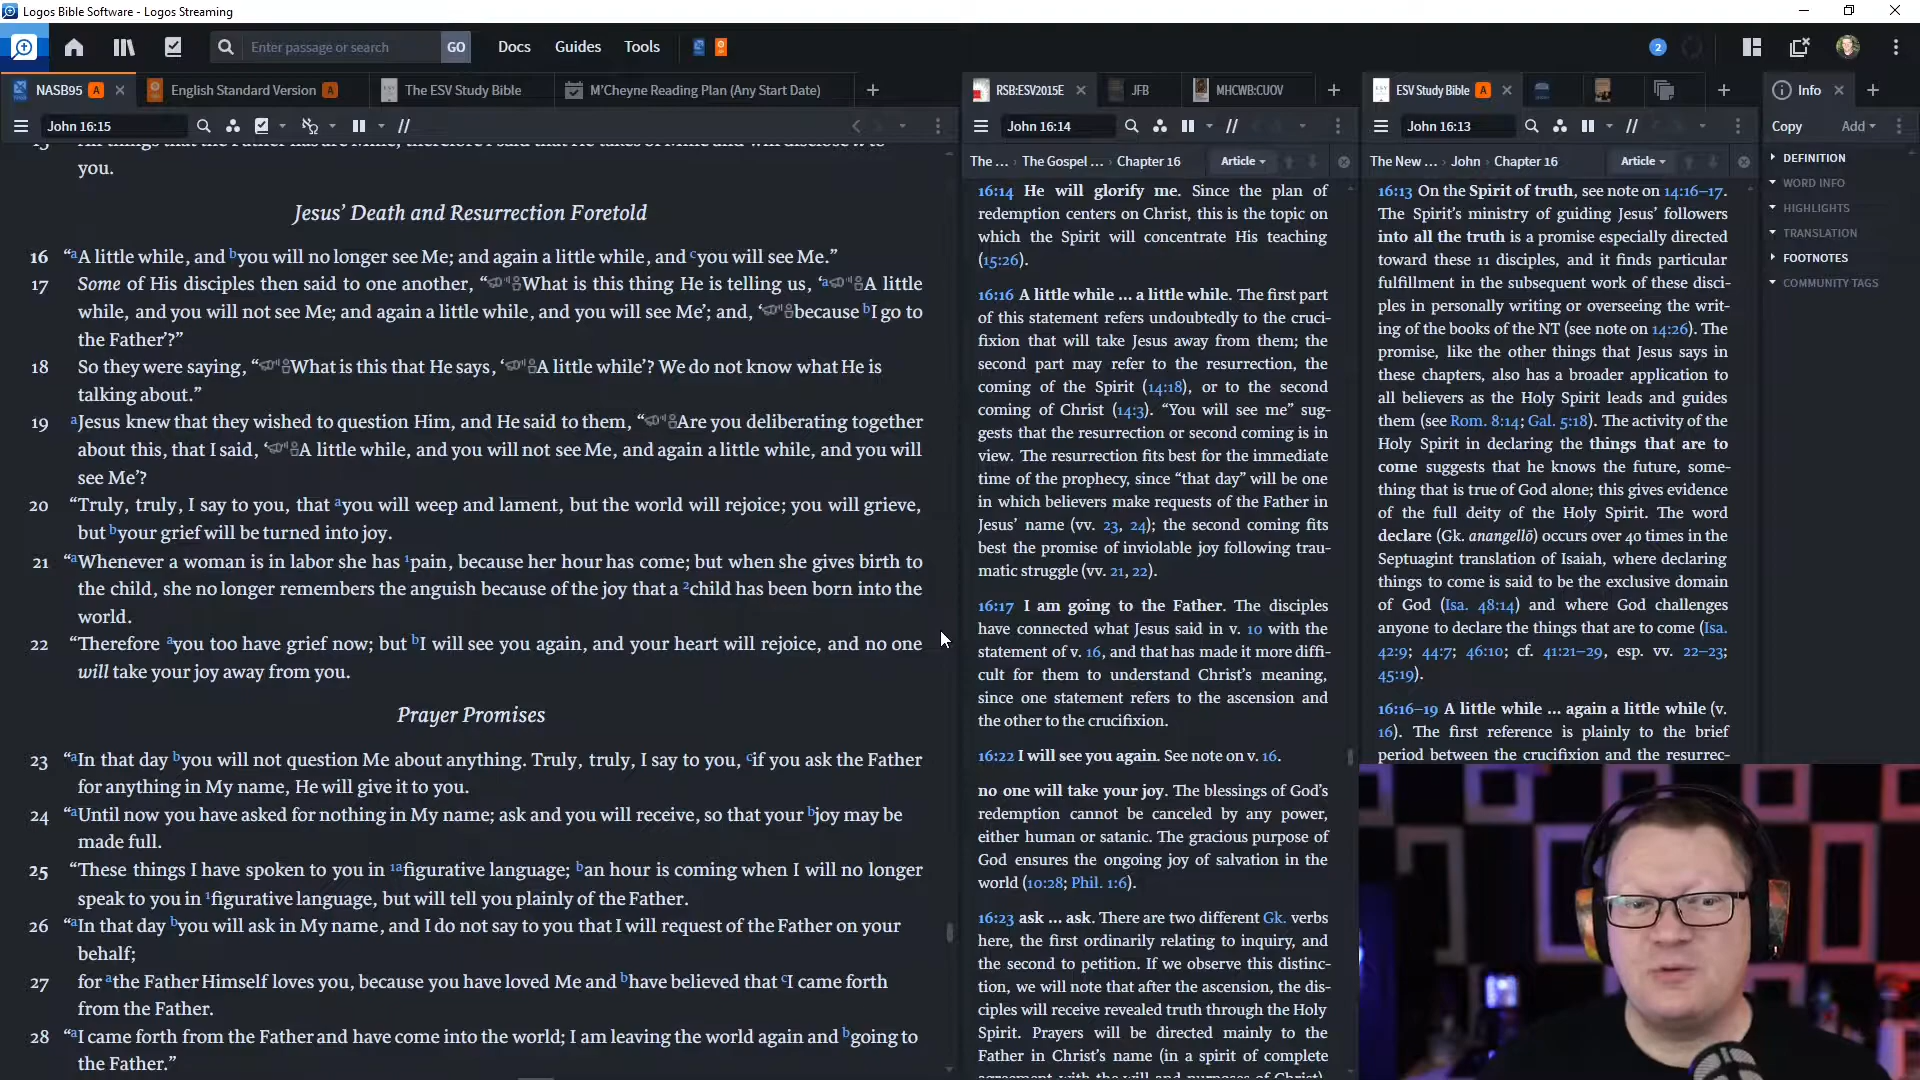 Logos Bible Software - Logos Streaming
Enter passage or search
GO
Docs
Guides
Tools
2
NASB95 A
English Standard Version A
The ESV Study Bible
M'Cheyne Reading Plan (Any Start Date)
John 16:15
you.
Jesus' Death and Resurrection Foretold
16 “aA little while, and byou will no longer see Me; and again a little while, and cyou will see Me.”
17 Some of His disciples then said to one another, “What is this thing He is telling us, ‘aA little
while, and you will not see Me; and again a little while, and you will see Me’; and, ‘because bI go to
the Father’?”
18 So they were saying, “What is this that He says, ‘A little while’? We do not know what He is
talking about.”
19 aJesus knew that they wished to question Him, and He said to them, “Are you deliberating together
about this, that I said, ‘A little while, and you will not see Me, and again a little while, and you will
see Me’?
20 “Truly, truly, I say to you, that ayou will weep and lament, but the world will rejoice; you will grieve,
but byour grief will be turned into joy.
21 “aWhenever a woman is in labor she has 1pain, because her hour has come; but when she gives birth to
the child, she no longer remembers the anguish because of the joy that a 2child has been born into the
world.
22 “Therefore ayou too have grief now; but bI will see you again, and your heart will rejoice, and no one
will take your joy away from you.
Prayer Promises
23 “aIn that day byou will not question Me about anything. Truly, truly, I say to you, cif you ask the Father
for anything in My name, He will give it to you.
24 “aUntil now you have asked for nothing in My name; ask and you will receive, so that your bjoy may be
made full.
25 “These things I have spoken to you in 1afigurative language; ban hour is coming when I will no longer
speak to you in 1figurative language, but will tell you plainly of the Father.
26 “aIn that day byou will ask in My name, and I do not say to you that I will request of the Father on your
behalf;
27 for athe Father Himself loves you, because you have loved Me and bhave believed that cI came forth
from the Father.
28 “aI came forth from the Father and have come into the world; I am leaving the world again and bgoing to
the Father.”
RSB:ESV2015E
JFB
MHCWB:CUOV
John 16:14
The ... › The Gospel ... › Chapter 16
Article
16:14 He will glorify me. Since the plan of
redemption centers on Christ, this is the topic on
which the Spirit will concentrate His teaching
(15:26).
16:16 A little while ... a little while. The first part
of this statement refers undoubtedly to the cruci-
fixion that will take Jesus away from them; the
second part may refer to the resurrection, the
coming of the Spirit (14:18), or to the second
coming of Christ (14:3). “You will see me” sug-
gests that the resurrection or second coming is in
view. The resurrection fits best for the immediate
time of the prophecy, since “that day” will be one
in which believers make requests of the Father in
Jesus’ name (vv. 23, 24); the second coming fits
best the promise of inviolable joy following trau-
matic struggle (vv. 21, 22).
16:17 I am going to the Father. The disciples
have connected what Jesus said in v. 10 with the
statement of v. 16, and that has made it more diffi-
cult for them to understand Christ’s meaning,
since one statement refers to the ascension and
the other to the crucifixion.
16:22 I will see you again. See note on v. 16.
no one will take your joy. The blessings of God’s
redemption cannot be canceled by any power,
either human or satanic. The gracious purpose of
God ensures the ongoing joy of salvation in the
world (10:28; Phil. 1:6).
16:23 ask ... ask. There are two different Gk. verbs
here, the first ordinarily relating to inquiry, and
the second to petition. If we observe this distinc-
tion, we will note that after the ascension, the dis-
ciples will receive revealed truth through the Holy
Spirit. Prayers will be directed mainly to the
Father in Christ’s name (in a spirit of complete
ESV Study Bible A
John 16:13
The New ... › John › Chapter 16
Article
16:13 On the Spirit of truth, see note on 14:16–17.
The Spirit’s ministry of guiding Jesus’ followers
into all the truth is a promise especially directed
toward these 11 disciples, and it finds particular
fulfillment in the subsequent work of these disci-
ples in personally writing or overseeing the writ-
ing of the books of the NT (see note on 14:26). The
promise, like the other things that Jesus says in
these chapters, also has a broader application to
all believers as the Holy Spirit leads and guides
them (see Rom. 8:14; Gal. 5:18). The activity of the
Holy Spirit in declaring the things that are to
come suggests that he knows the future, some-
thing that is true of God alone; this gives evidence
of the full deity of the Holy Spirit. The word
declare (Gk. anangellō) occurs over 40 times in the
Septuagint translation of Isaiah, where declaring
things to come is said to be the exclusive domain
of God (Isa. 48:14) and where God challenges
anyone to declare the things that are to come (Isa.
42:9; 44:7; 46:10; cf. 41:21–29, esp. vv. 22–23;
45:19).
16:16–19 A little while ... again a little while (v.
16). The first reference is plainly to the brief
period between the crucifixion and the resurrec-
Info
Copy
Add
DEFINITION
WORD INFO
HIGHLIGHTS
TRANSLATION
FOOTNOTES
COMMUNITY TAGS